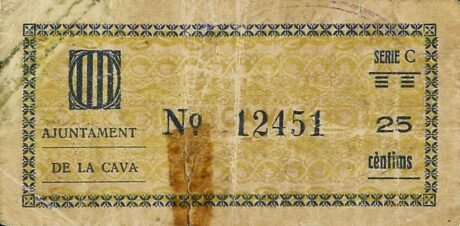 SERIE C
AJUNTAMENT
DE LA CAVA
No. 12451
25
cèntims